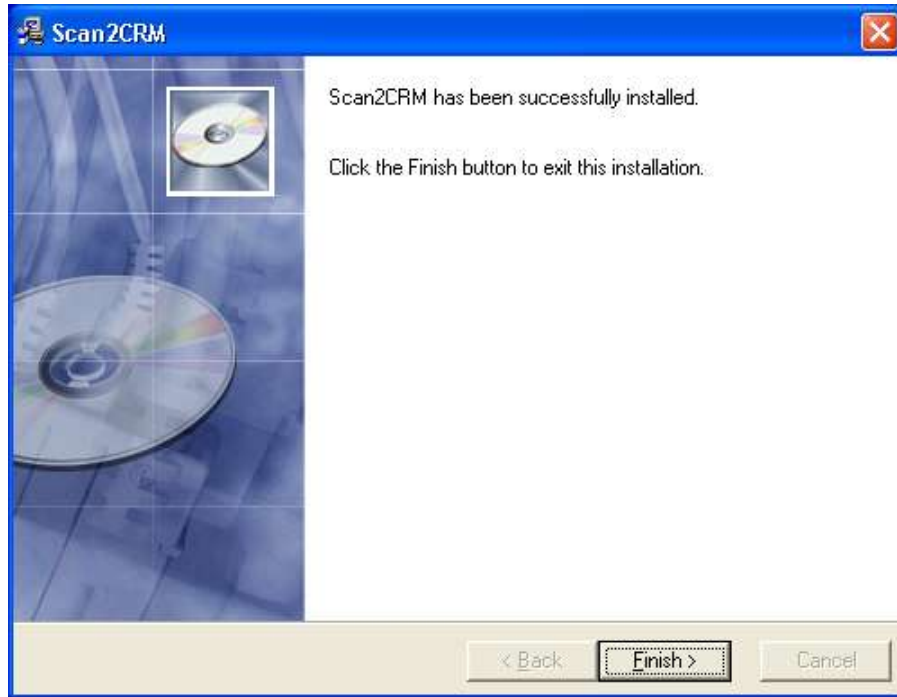 Scan2CRM
Scan2CRM has been successfully installed.
Click the Finish button to exit this installation.
< Back
Finish >
Cancel